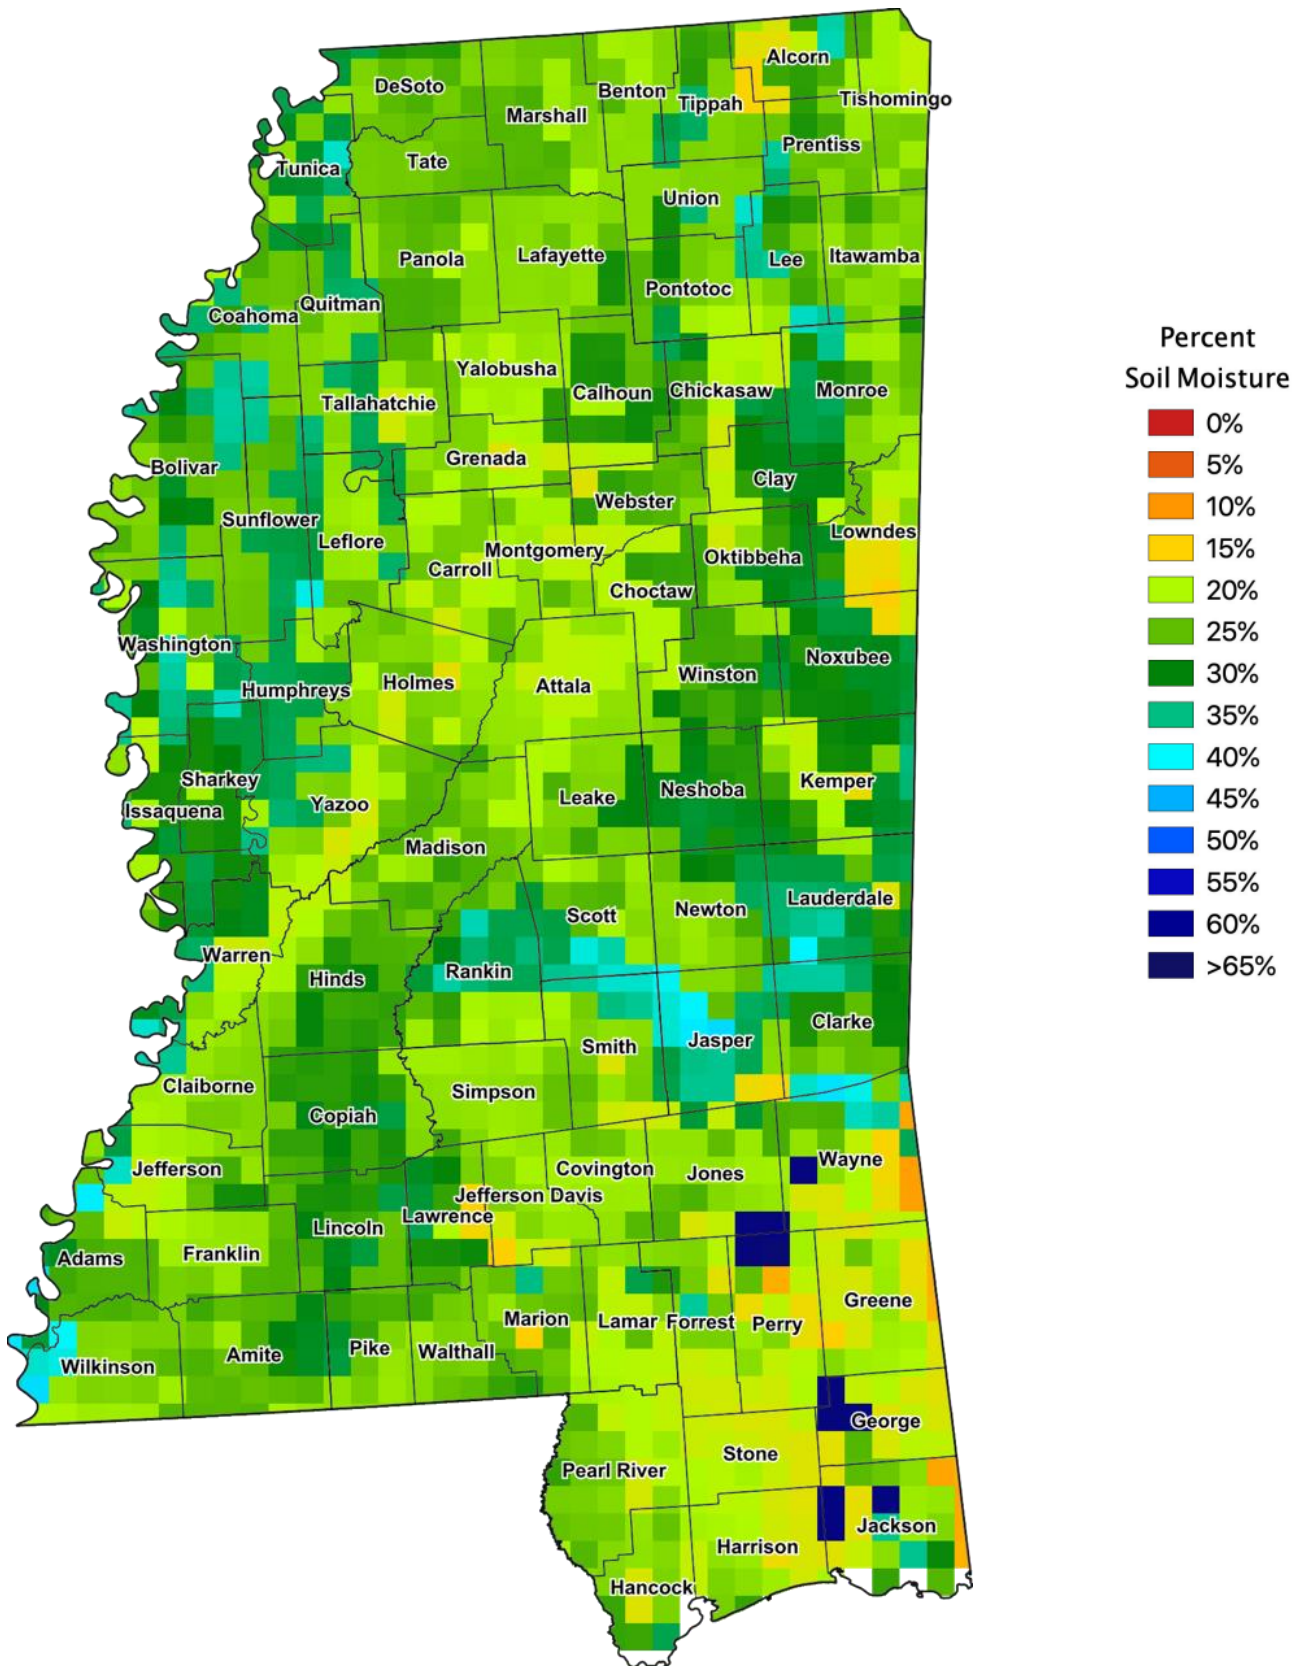 Alcorn
DeSoto
Benton
Tippah
Tishomingo
Marshall
Prentiss
Tate
Tunica
Union
Panola
Lafayette
Lee
Itawamba
Pontotoc
Quitman
Coahoma
Yalobusha
Calhoun
Chickasaw
Monroe
Tallahatchie
Grenada
Bolivar
Clay
Webster
Sunflower
Lowndes
Leflore
Montgomery
Oktibbeha
Carroll
Choctaw
Washington
Noxubee
Winston
Humphreys
Holmes
Attala
Sharkey
Kemper
Neshoba
Leake
Yazoo
Issaquena
Madison
Lauderdale
Newton
Scott
Warren
Rankin
Hinds
Clarke
Jasper
Smith
Claiborne
Simpson
Copiah
Wayne
Jefferson
Covington
Jones
Jefferson Davis
Lawrence
Lincoln
Franklin
Adams
Greene
Marion
Lamar
Forrest
Perry
Pike
Walthall
Amite
Wilkinson
George
Stone
Pearl River
Jackson
Harrison
Hancock
Percent
Soil Moisture
0%
5%
10%
15%
20%
25%
30%
35%
40%
45%
50%
55%
60%
>65%